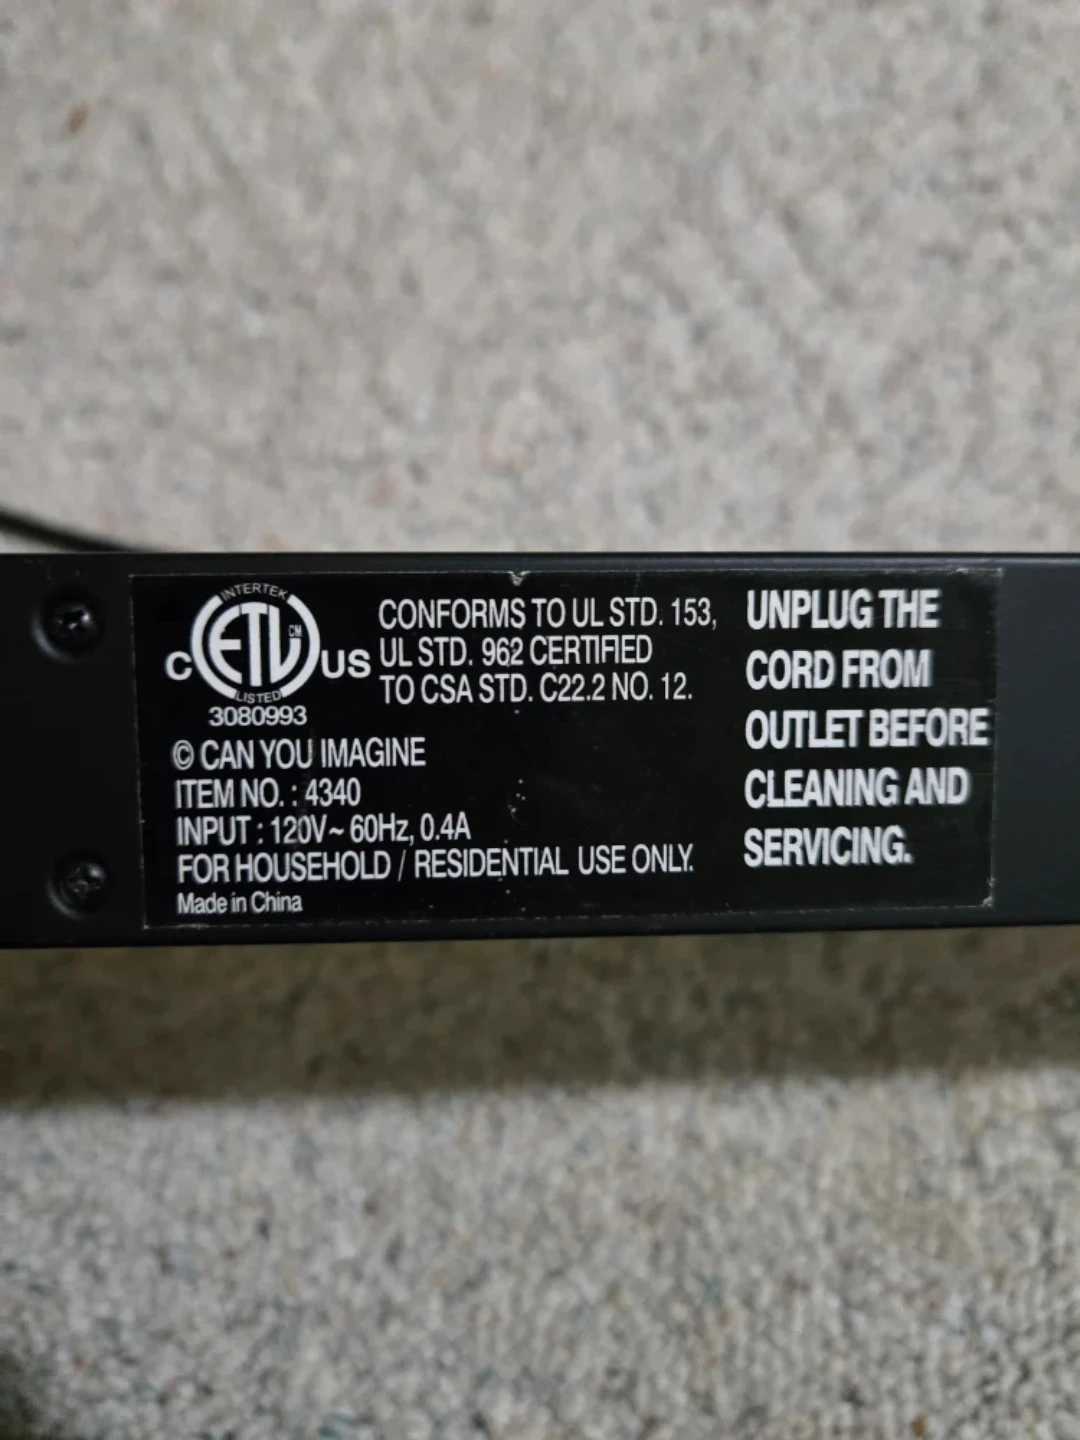 INTERTEK
C ETL CM US
LISTED
3080993
CONFORMS TO UL STD. 153,
UL STD. 962 CERTIFIED
TO CSA STD. C22.2 NO. 12.
© CAN YOU IMAGINE
ITEM NO. : 4340
INPUT : 120V~ 60Hz, 0.4A
FOR HOUSEHOLD / RESIDENTIAL USE ONLY.
Made in China
UNPLUG THE
CORD FROM
OUTLET BEFORE
CLEANING AND
SERVICING.